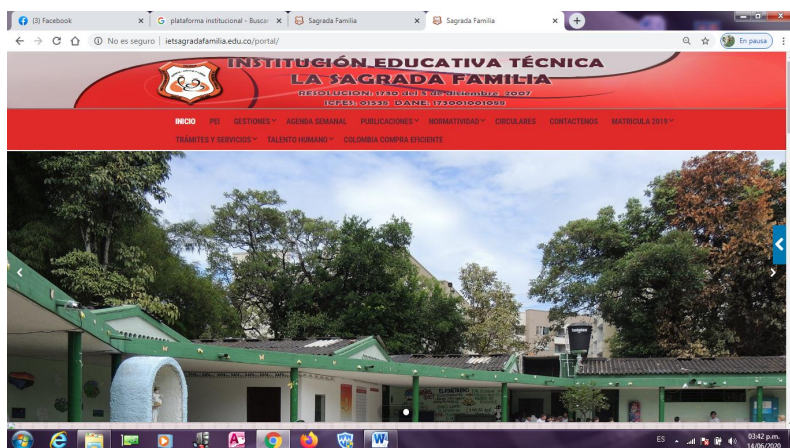 (3) Facebook
plataforma institucional - Buscar
Sagrada Familia
Sagrada Familia
En pausa
No es seguro | ietsagradafamilia.edu.co/portal/
INSTITUCIÓN EDUCATIVA TÉCNICA
LA SAGRADA FAMILIA
RESOLUCION: 1730 del 5 de diciembre 2007
ICFES: 01538 DANE: 173001001069
INICIO PEI GESTIONES AGENDA SEMANAL PUBLICACIONES NORMATIVIDAD CIRCULARES CONTACTENOS MATRICULA 2019
TRÁMITES Y SERVICIOS TALENTO HUMANO COLOMBIA COMPRA EFICIENTE
ES
03:42 p.m.
14/06/2020